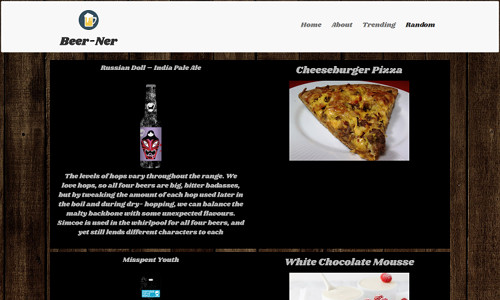 Beer-Ner
Home About Trending Random
Russian Doll – India Pale Ale
The levels of hops vary throughout the range. We
love hops, so all four beers are big, bitter badasses,
but by tweaking the amount of each hop used later in
the boil and during dry- hopping, we can balance the
malty backbone with some unexpected flavours.
Simcoe is used in the whirlpool for all four beers, and
yet still lends different characters to each
Cheeseburger Pizza
Misspent Youth
White Chocolate Mousse